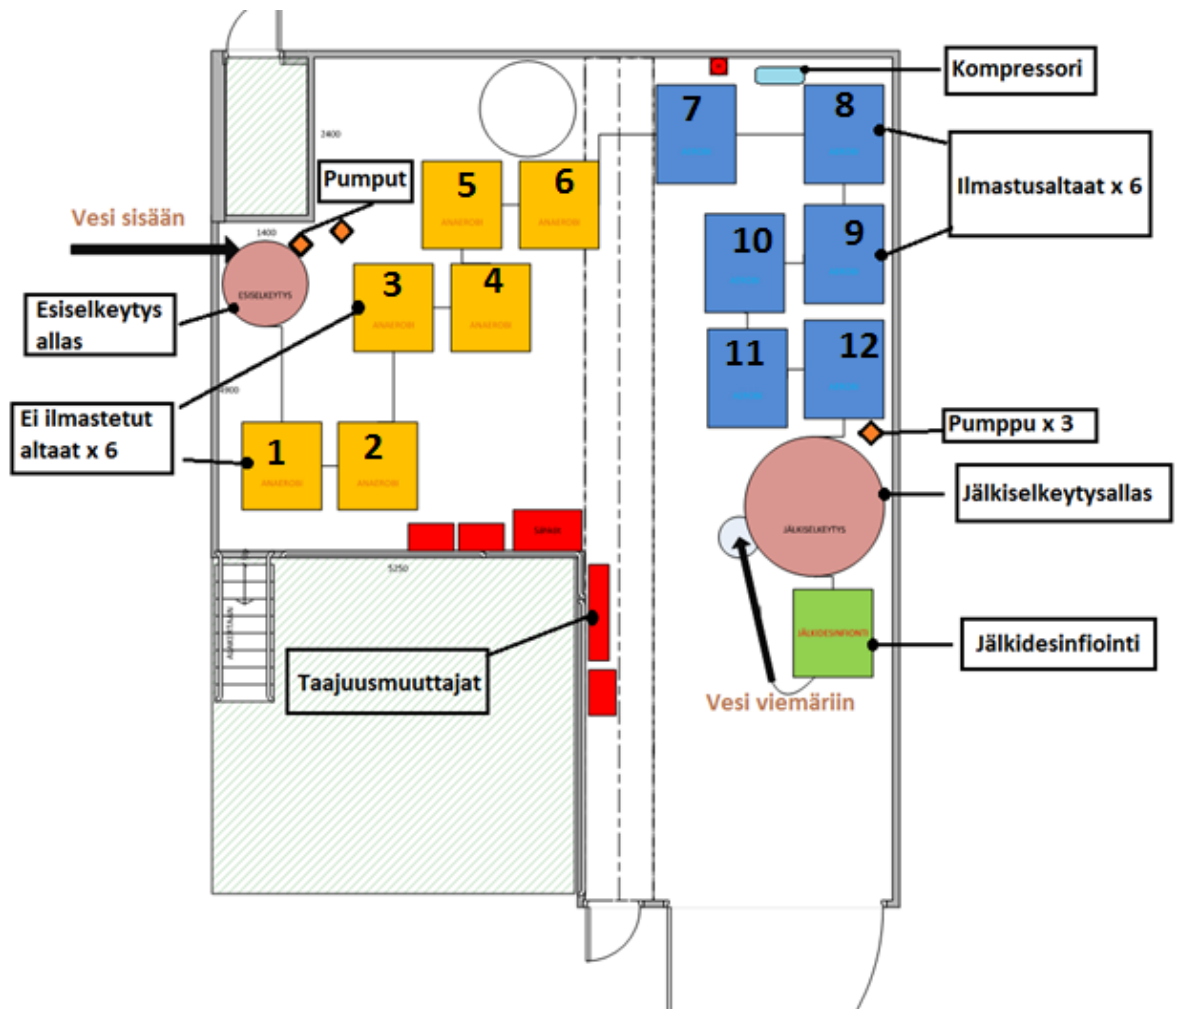 Kompressori
7
8
2400
Pumput
5
6
Ilmastusaltaat x 6
ANAEROBI
ANAEROBI
Vesi sisään
1400
10
9
3
4
ESISELKEYTYS
Esiselkeytys
allas
ANAEROBI
ANAEROBI
11
12
4900
Ei ilmastetut
altaat x 6
Pumppu x 3
1
2
ANAEROBI
ANAEROBI
Jälkiselkeytysallas
JÄLKISELKEYTYS
5250
JÄLKIDESINFIOINTI
Jälkidesinfiointi
Taajuusmuuttajat
Vesi viemäriin